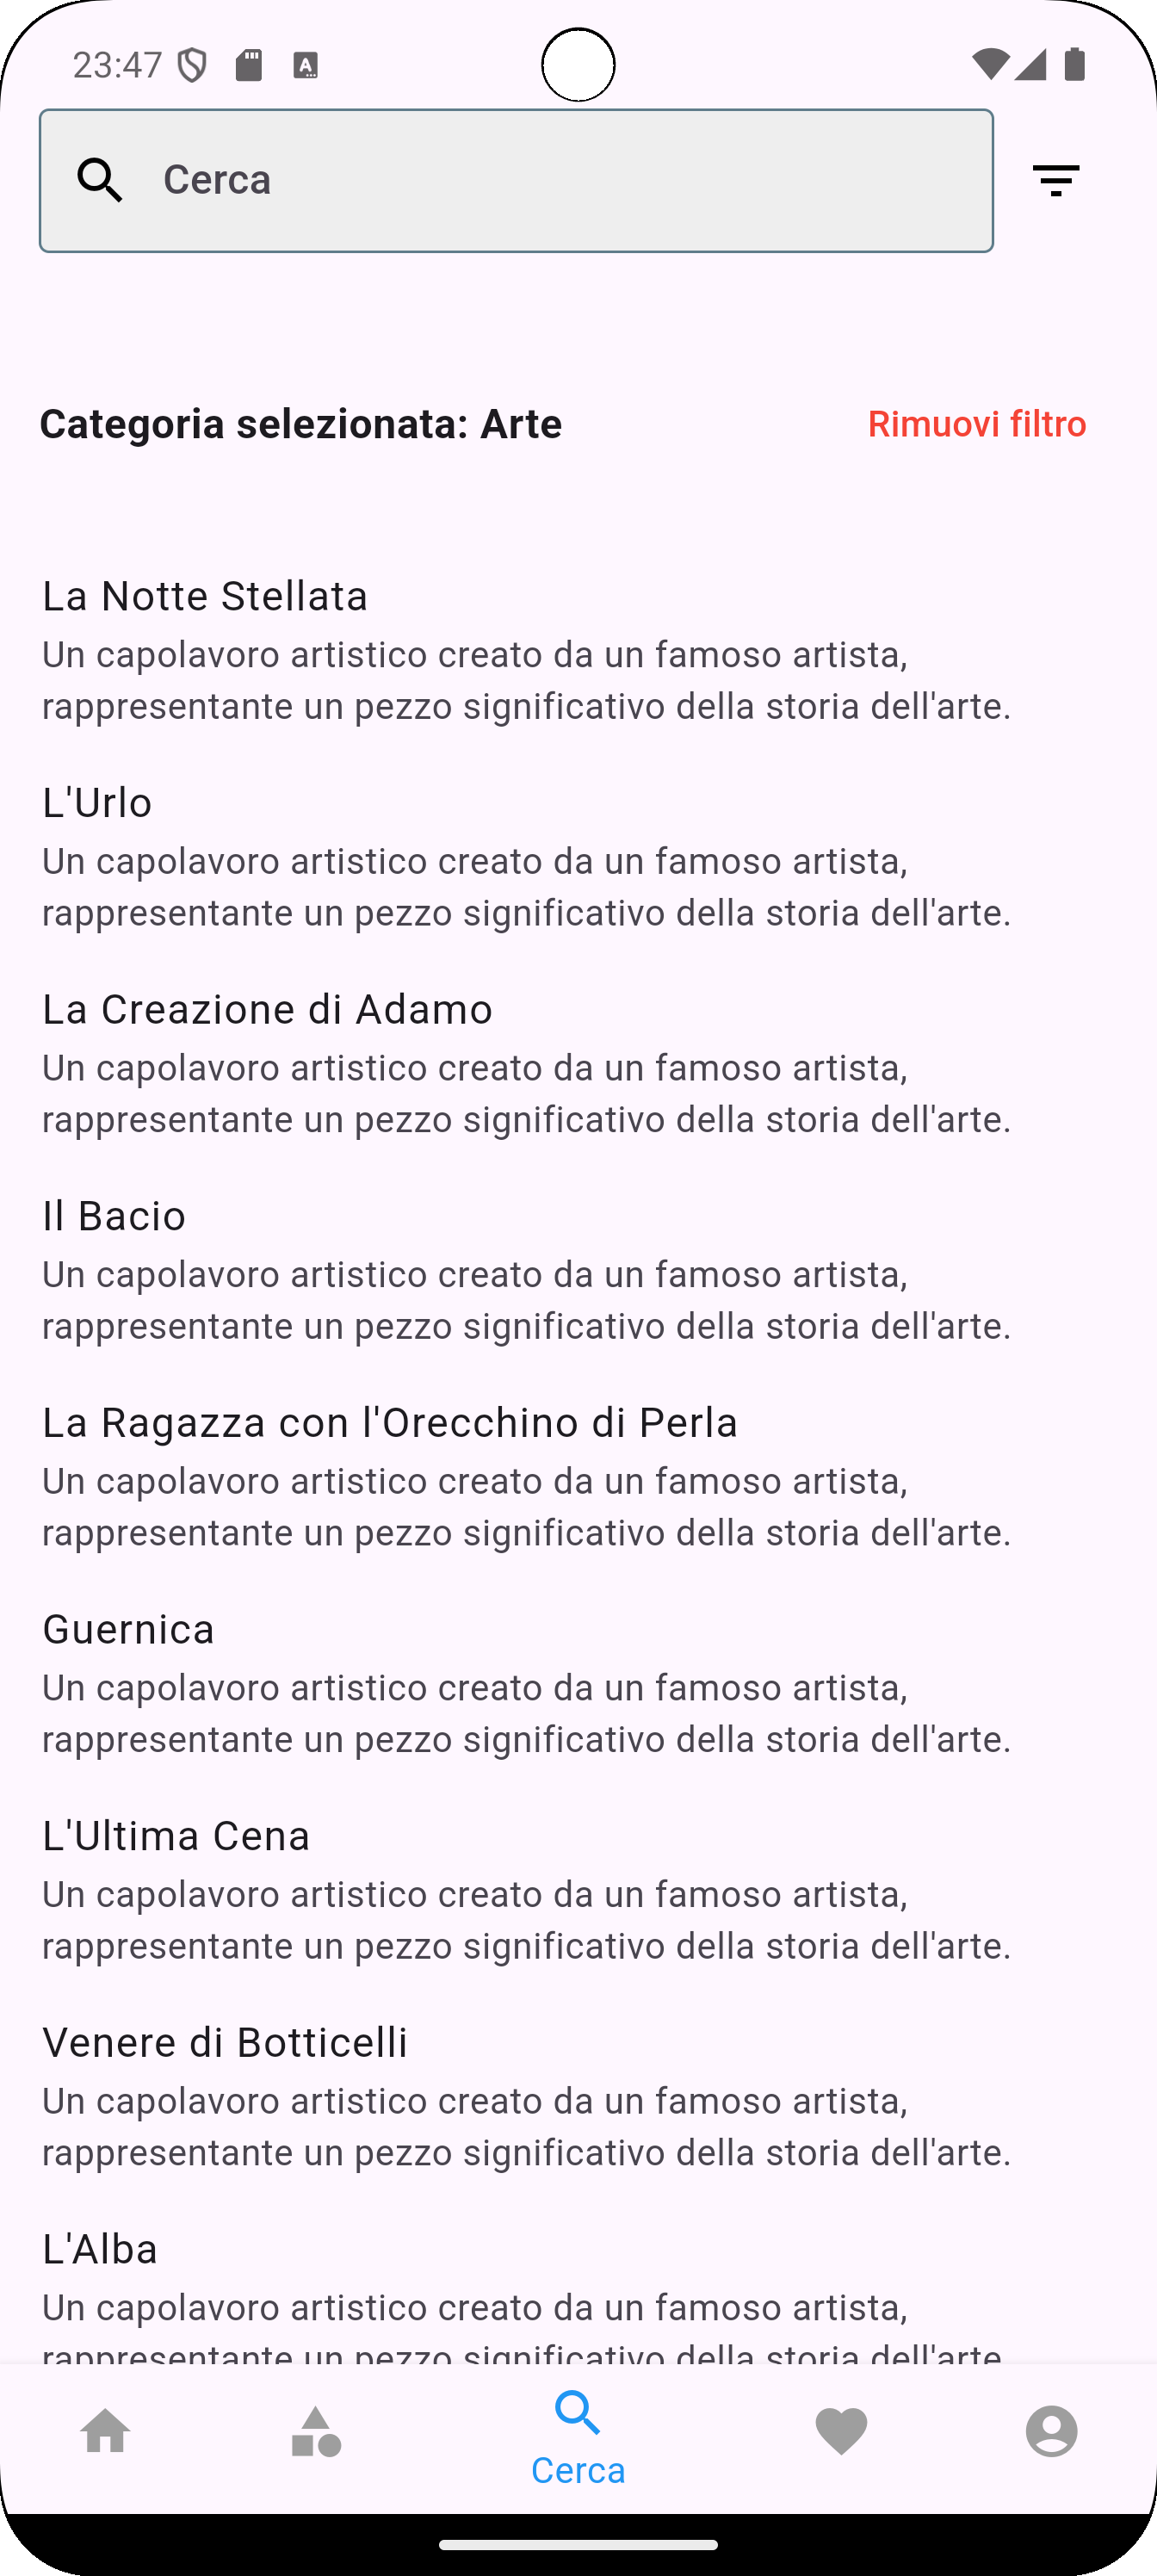 23:47
Cerca
Categoria selezionata: Arte
Rimuovi filtro
La Notte Stellata
Un capolavoro artistico creato da un famoso artista,
rappresentante un pezzo significativo della storia dell'arte.
L'Urlo
Un capolavoro artistico creato da un famoso artista,
rappresentante un pezzo significativo della storia dell'arte.
La Creazione di Adamo
Un capolavoro artistico creato da un famoso artista,
rappresentante un pezzo significativo della storia dell'arte.
Il Bacio
Un capolavoro artistico creato da un famoso artista,
rappresentante un pezzo significativo della storia dell'arte.
La Ragazza con l'Orecchino di Perla
Un capolavoro artistico creato da un famoso artista,
rappresentante un pezzo significativo della storia dell'arte.
Guernica
Un capolavoro artistico creato da un famoso artista,
rappresentante un pezzo significativo della storia dell'arte.
L'Ultima Cena
Un capolavoro artistico creato da un famoso artista,
rappresentante un pezzo significativo della storia dell'arte.
Venere di Botticelli
Un capolavoro artistico creato da un famoso artista,
rappresentante un pezzo significativo della storia dell'arte.
L'Alba
Un capolavoro artistico creato da un famoso artista,
rappresentante un pezzo significativo della storia dell'arte.
Cerca